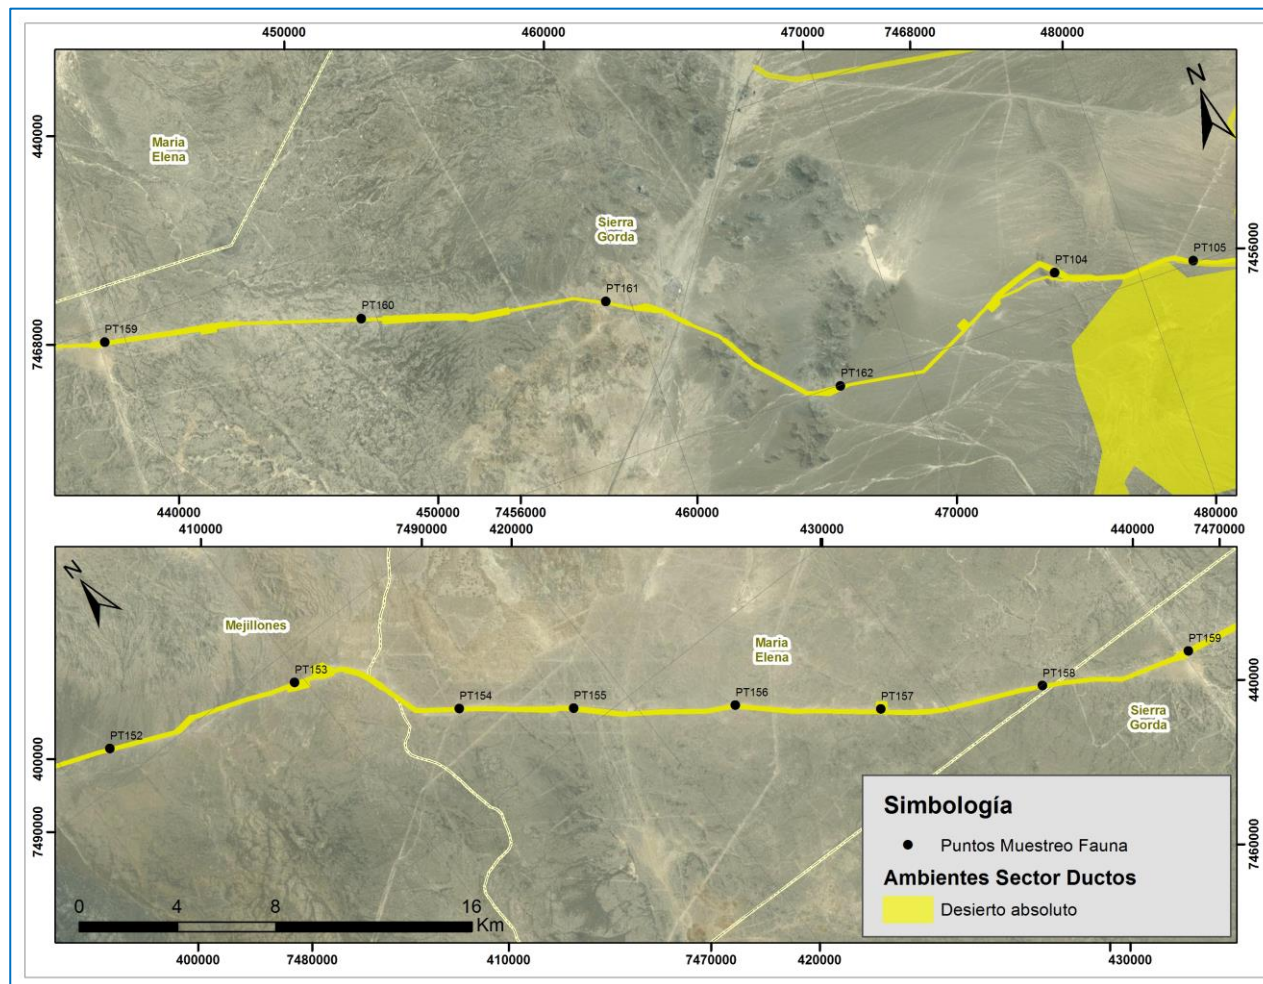 450000
460000
470000
7468000
480000
N
Maria
Elena
440000
Sierra
Gorda
7456000
PT105
PT104
PT161
PT160
PT159
7468000
PT162
440000
450000
7456000
460000
470000
480000
410000
7490000
420000
430000
440000
7470000
N
Mejillones
Maria
Elena
PT159
PT153
PT158
440000
PT154
PT155
PT156
PT157
Sierra
Gorda
PT152
400000
7490000
7460000
Simbología
Puntos Muestreo Fauna
Ambientes Sector Ductos
Desierto absoluto
0 4 8 16
Km
400000
7480000
410000
7470000
420000
430000